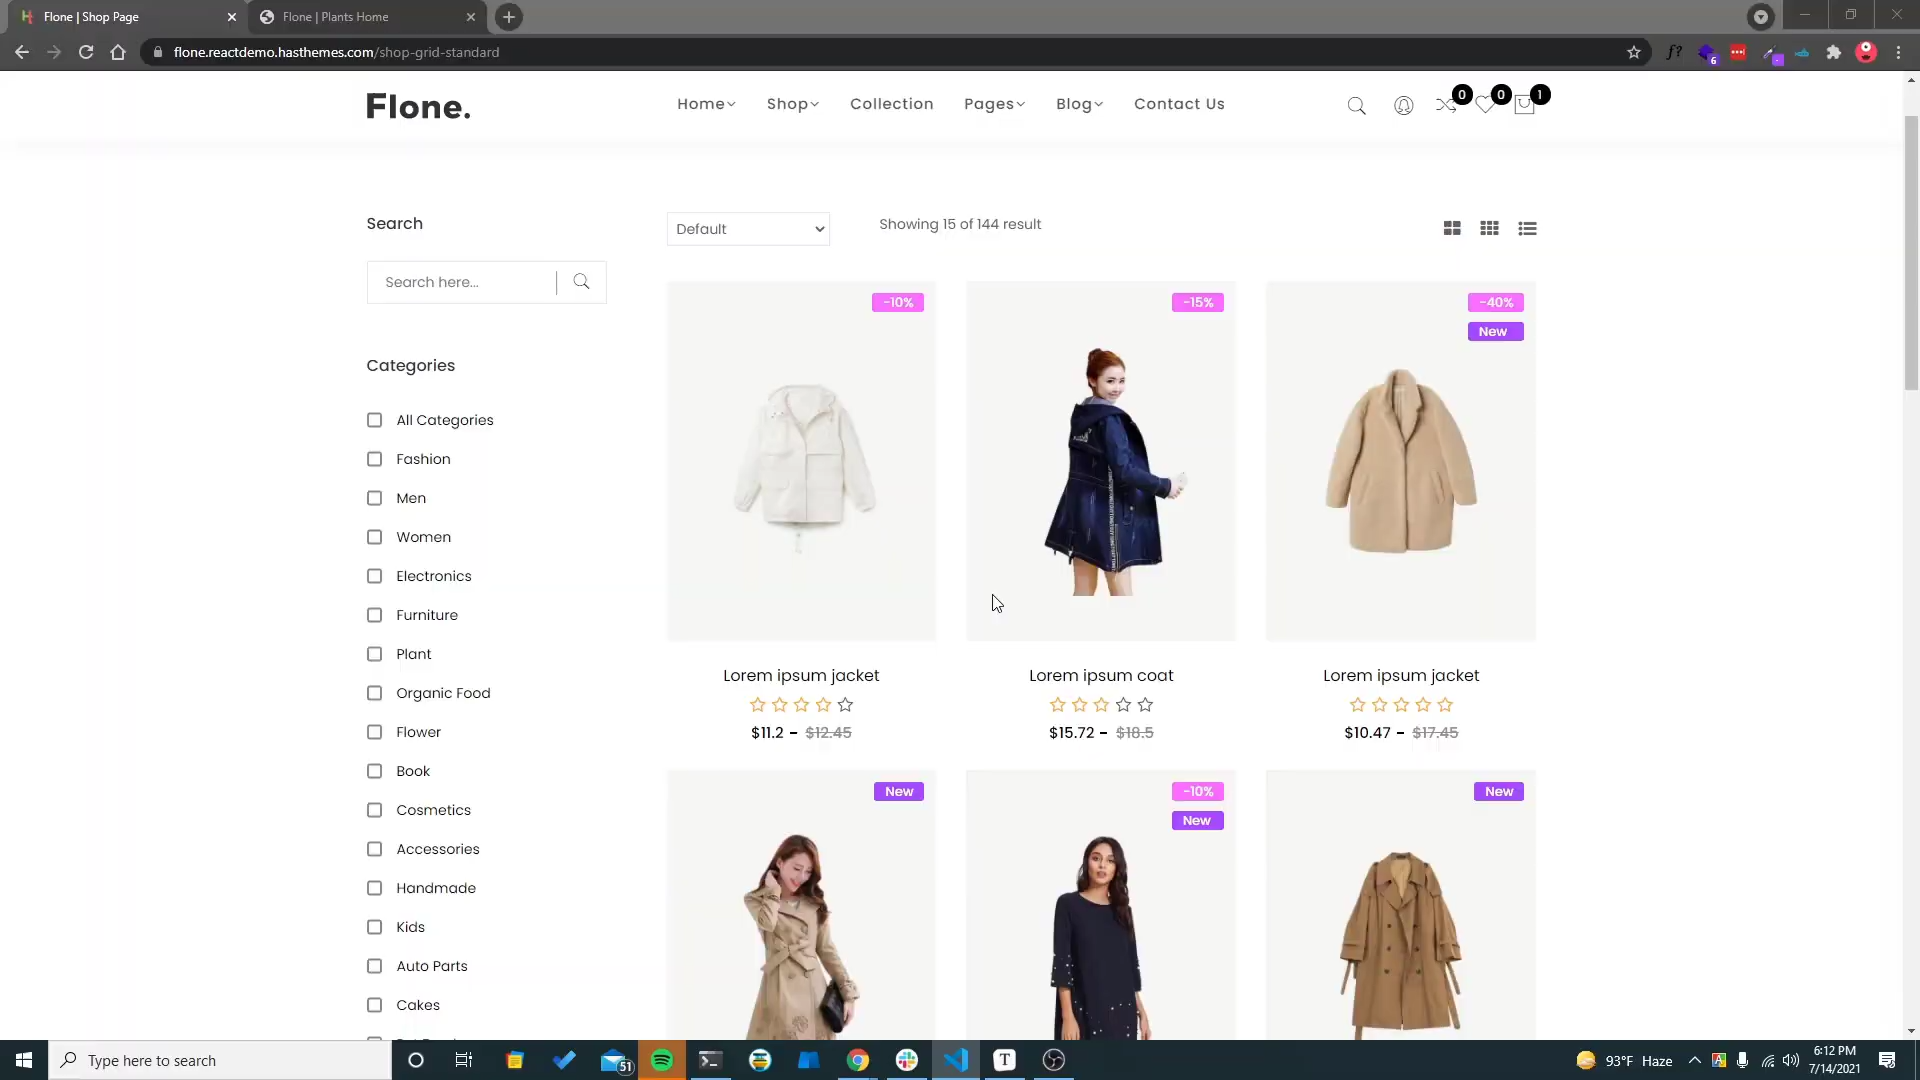 Flone | Shop Page
Flone | Plants Home
flone.reactdemo.hasthemes.com/shop-grid-standard
f?
6
Flone.
Home
Shop
Collection
Pages
Blog
Contact Us
0
0
1
Search
Default
Showing 15 of 144 result
Search here...
-10%
-15%
-40%
New
Categories
All Categories
Fashion
Men
Women
Electronics
Furniture
Plant
Organic Food
Flower
Book
Cosmetics
Accessories
Handmade
Kids
Auto Parts
Cakes
Lorem ipsum jacket
$11.2 - $12.45
Lorem ipsum coat
$15.72 - $18.5
Lorem ipsum jacket
$10.47 - $17.45
New
-10%
New
New
Type here to search
51
T
93°F Haze
A
6:12 PM
7/14/2021